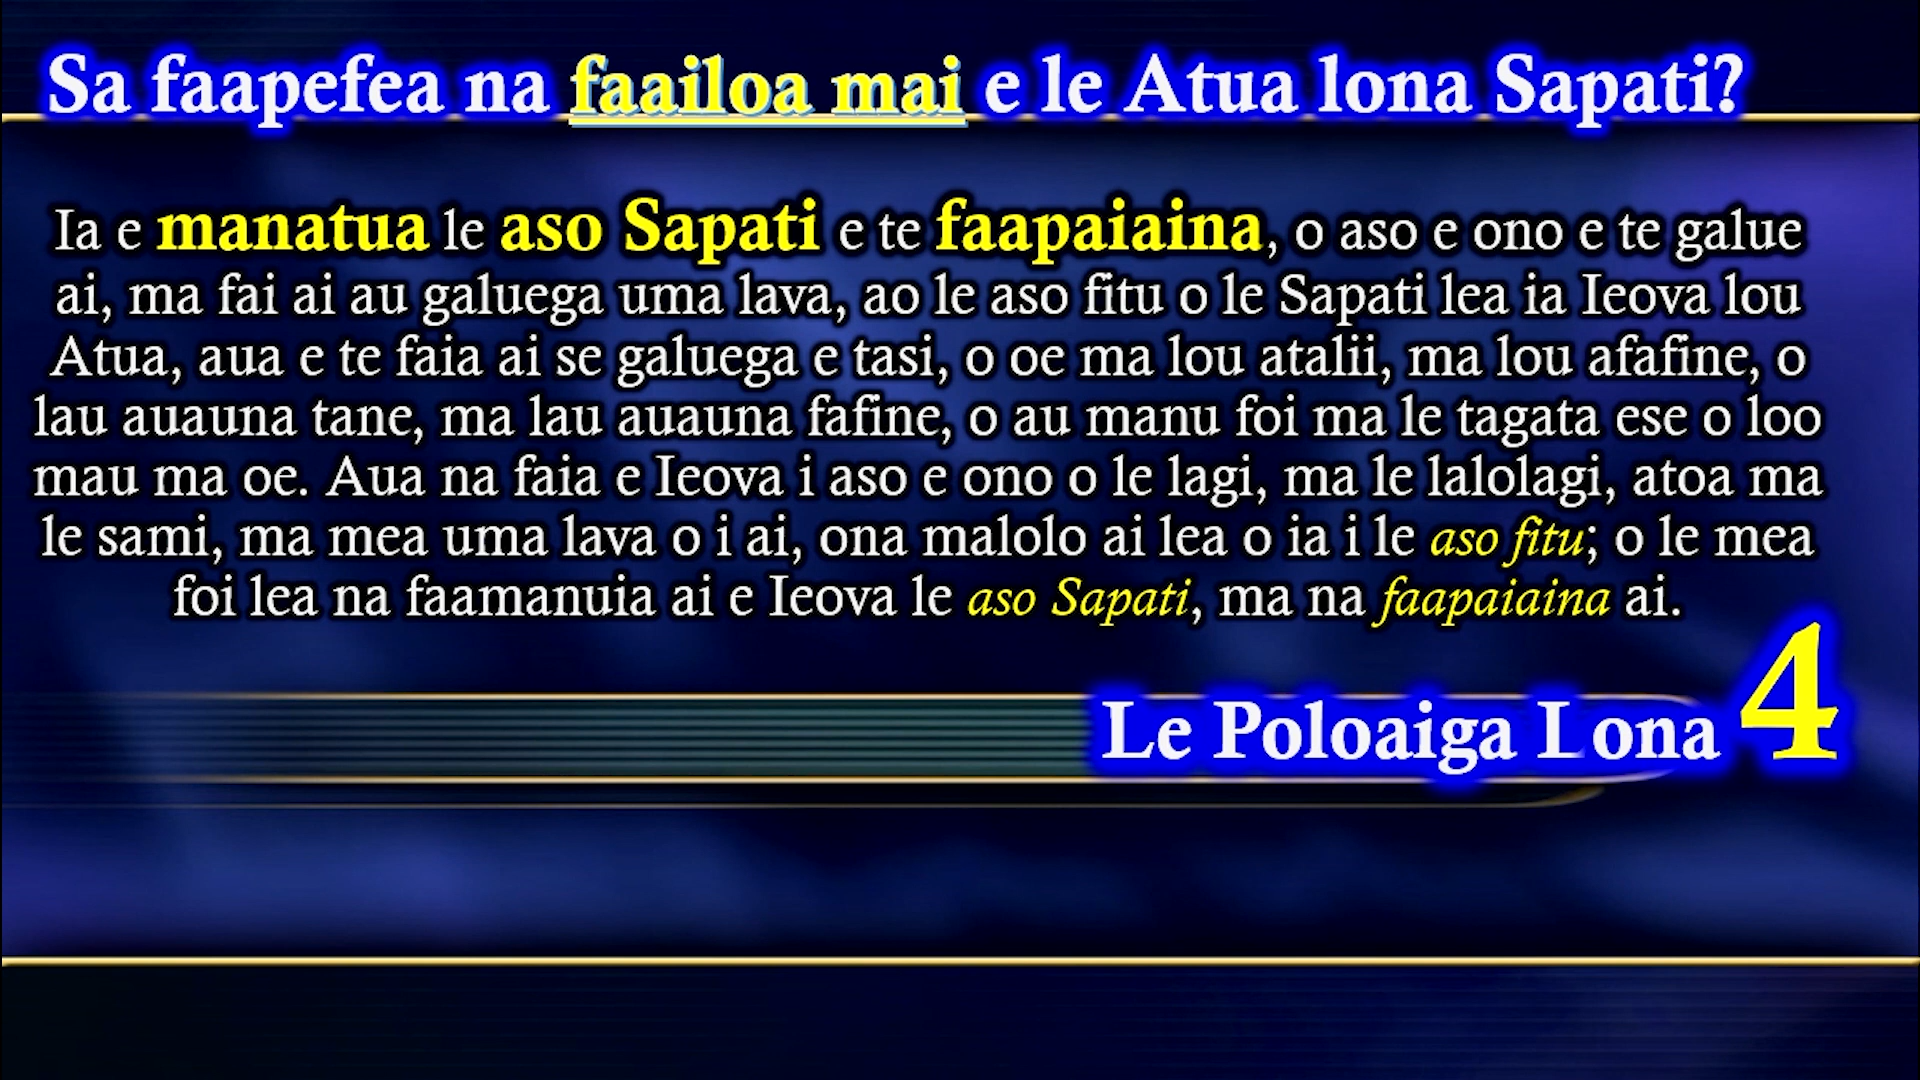 Sa faapefea na faailoa mai e le Atua lona Sapati?
Ia e manatua le aso Sapati e te faapaiaina, o aso e ono e te galue
ai, ma fai ai au galuega uma lava, ao le aso fitu o le Sapati lea ia Ieova lou
Atua, aua e te faia ai se galuega e tasi, o oe ma lou atalii, ma lou afafine, o
lau auauna tane, ma lau auauna fafine, o au manu foi ma le tagata ese o loo
mau ma oe. Aua na faia e Ieova i aso e ono o le lagi, ma le lalolagi, atoa ma
le sami, ma mea uma lava o i ai, ona malolo ai lea o ia i le aso fitu; o le mea
foi lea na faamanuia ai e Ieova le aso Sapati, ma na faapaiaina ai.
Le Poloaiga Lona 4